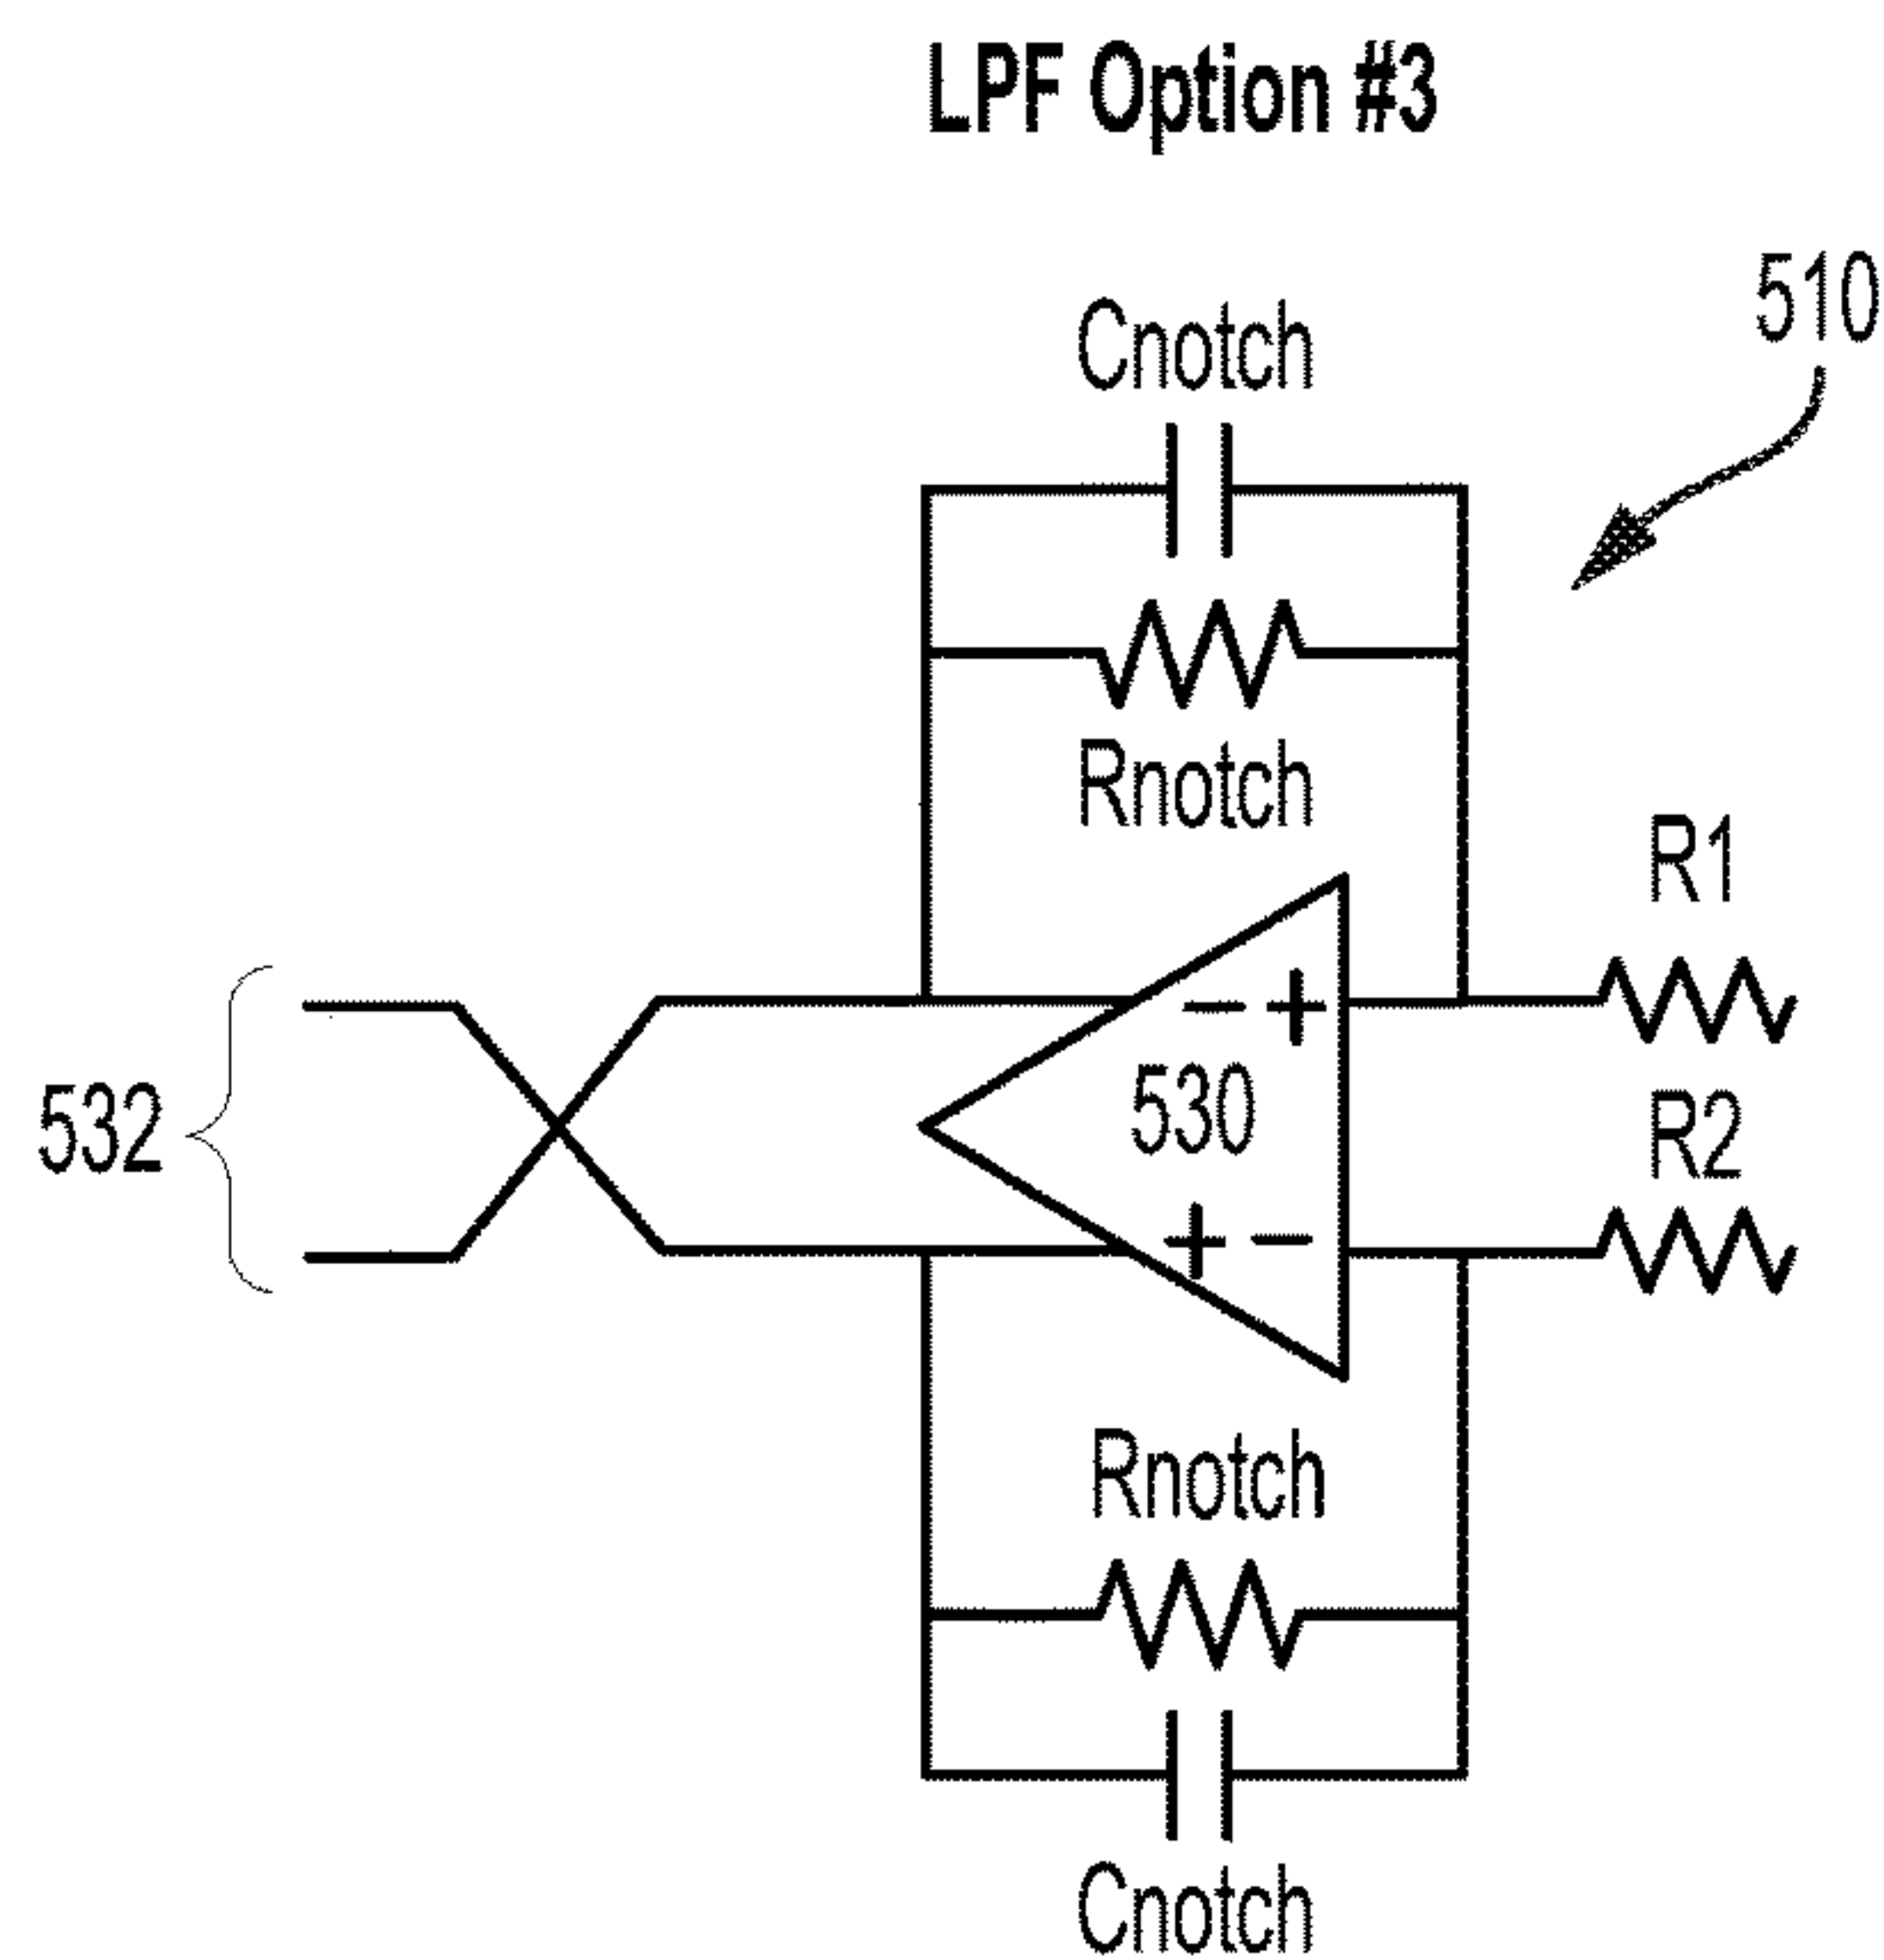 LPF Option #3
510
Cnotch
Rnotch
R1
- +
532
530
R2
+ -
Rnotch
Cnotch